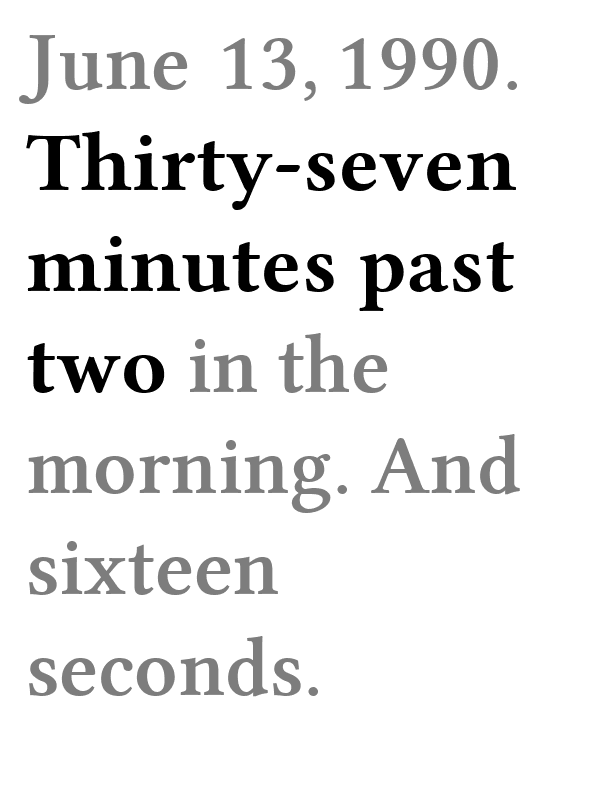 June 13, 1990.
Thirty-seven
minutes past
two in the
morning. And
sixteen
seconds.